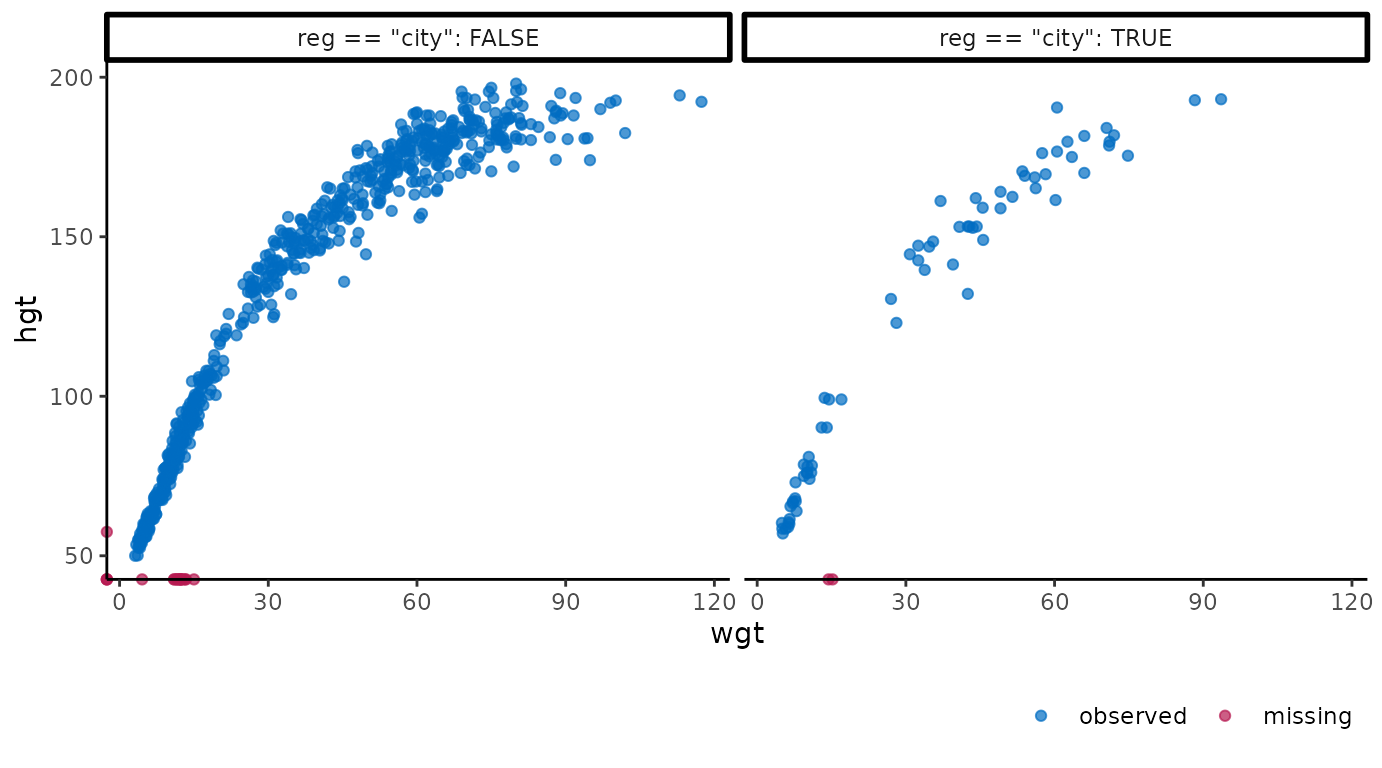 reg == "city": FALSE
reg == "city": TRUE
hgt
200
150
100
50
0 30 60 90 120
0 30 60 90 120
wgt
observed missing